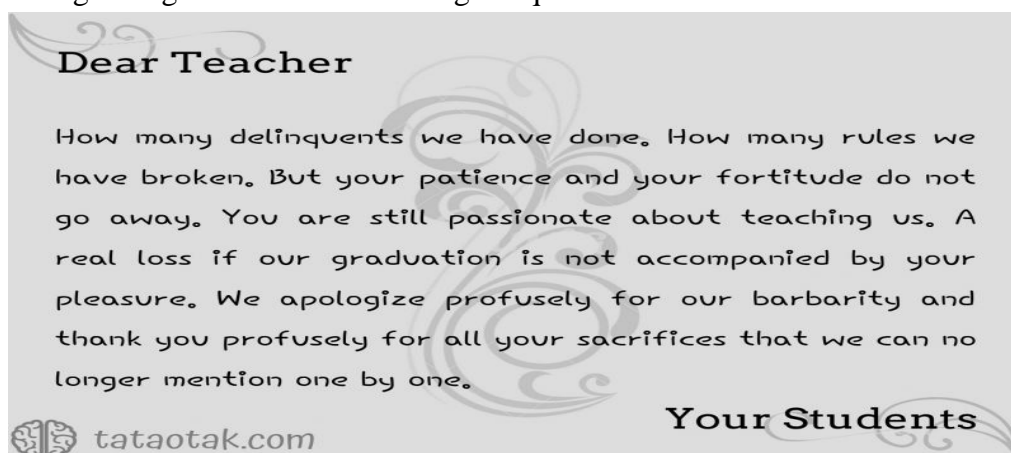 Dear Teacher
How many delinquents we have done. How many rules we
have broken. But your patience and your fortitude do not
go away. You are still passionate about teaching us. A
real loss if our graduation is not accompanied by your
pleasure. We apologize profusely for our barbarity and
thank you profusely for all your sacrifices that we can no
longer mention one by one.
Your Students
tataotak.com